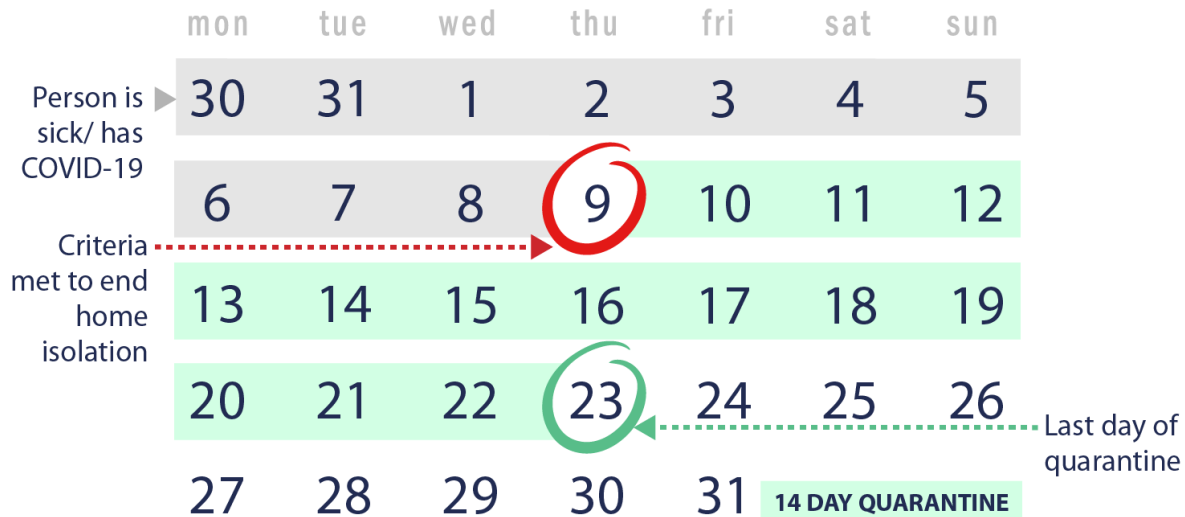 mon tue wed thu fri sat sun
Person is
sick/ has
COVID-19
30 31 1 2 3 4 5
6 7 8 9 10 11 12
Criteria
met to end
home
isolation
13 14 15 16 17 18 19
20 21 22 23 24 25 26
Last day of
quarantine
27 28 29 30 31
14 DAY QUARANTINE